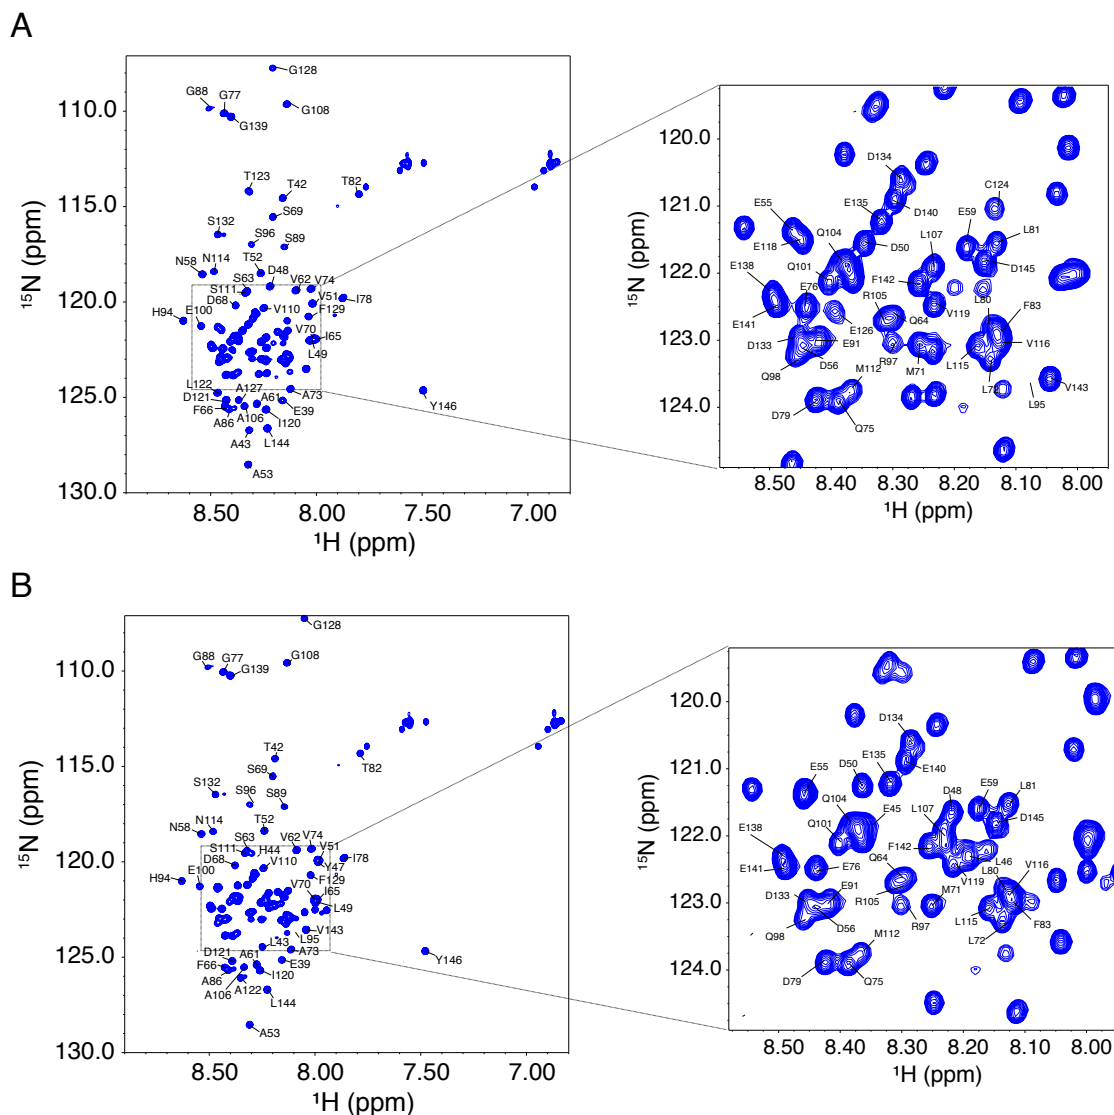 A
G128
G88
G77
G108
G139
110.0
T123
T42
T82
115.0
S69
S132
S96
S89
N58
N114
T52
D48
S63
V62
V74
S111
120.0
V51
I78
D68
V110
F129
H94
E100
V70
I65
L49
125.0
L122
A127
A61
A73
D121
E39
Y146
F66
A86
A106
I120
A43
L144
A53
130.0
8.50
8.00
7.50
7.00
¹H (ppm)
¹⁵N (ppm)
120.0
D134
C124
121.0
E55
E135
D140
E59
L81
E118
Q104
D50
L107
D145
122.0
E138
Q101
F142
E76
R105
V119
L80
F83
E141
E126
Q64
123.0
D133
E91
V116
Q98
D56
R97
M71
L115
L72
M112
V143
L95
124.0
D79
Q75
8.50
8.40
8.30
8.20
8.10
8.00
¹H (ppm)
¹⁵N (ppm)
B
G128
G88
G77
G108
110.0
G139
T42
T82
115.0
S69
S132
S96
S89
N58
N114
T52
S63
V62
V74
S111
H44
V51
120.0
D68
V110
Y47
I78
H94
E100
F129
V70
I65
L49
V143
L43
L95
125.0
D121
A61
A73
F66
I120
E39
Y146
A86
A106
A122
L144
A53
130.0
8.50
8.00
7.50
7.00
¹H (ppm)
¹⁵N (ppm)
120.0
D134
121.0
E55
D50
E135
E140
D48
E59
L81
Q104
E45
L107
D145
122.0
E138
Q101
F142
L46
E141
E76
Q64
V119
L80
V116
123.0
D133
E91
R105
M71
Q98
D56
R97
L115
F83
L72
M112
124.0
D79
Q75
8.50
8.40
8.30
8.20
8.10
8.00
¹H (ppm)
¹⁵N (ppm)